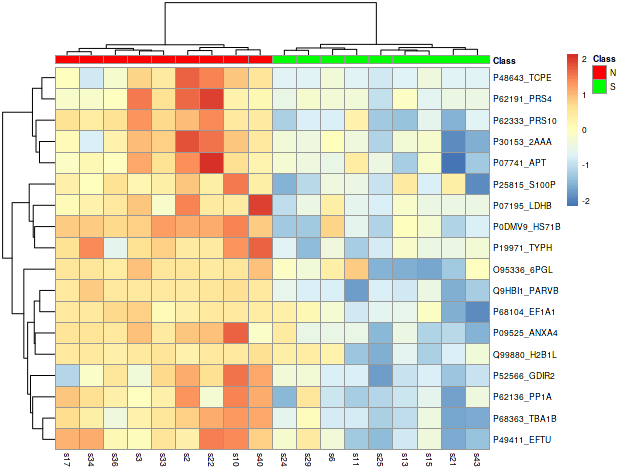 Class
P48643_TCPE
P62191_PRS4
P62333_PRS10
P30153_2AAA
P07741_APT
P25815_S100P
P07195_LDHB
P0DMV9_HS71B
P19971_TYPH
O95336_6PGL
Q9HBI1_PARVB
P68104_EF1A1
P09525_ANXA4
Q99880_H2B1L
P52566_GDIR2
P62136_PP1A
P68363_TBA1B
P49411_EFTU
s17 s34 s36 s3 s33 s2 s22 s10 s40 s24 s29 s6 s11 s25 s13 s15 s21 s43
2
1
0
-1
-2
Class
N
S